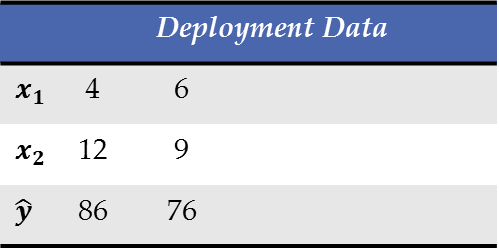 Deployment Data
x₁ 4 6
x₂ 12 9
ŷ 86 76